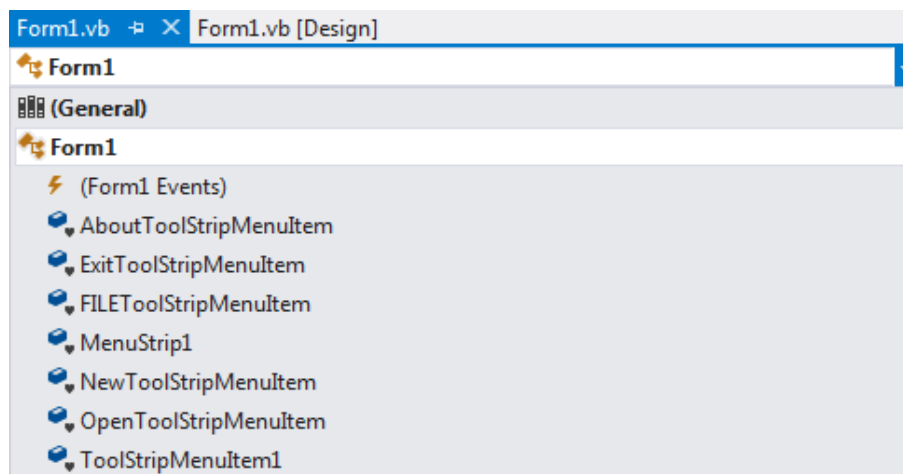 Form1.vb Form1.vb [Design]
Form1
(General)
Form1
(Form1 Events)
AboutToolStripMenuItem
ExitToolStripMenuItem
FILEToolStripMenuItem
MenuStrip1
NewToolStripMenuItem
OpenToolStripMenuItem
ToolStripMenuItem1